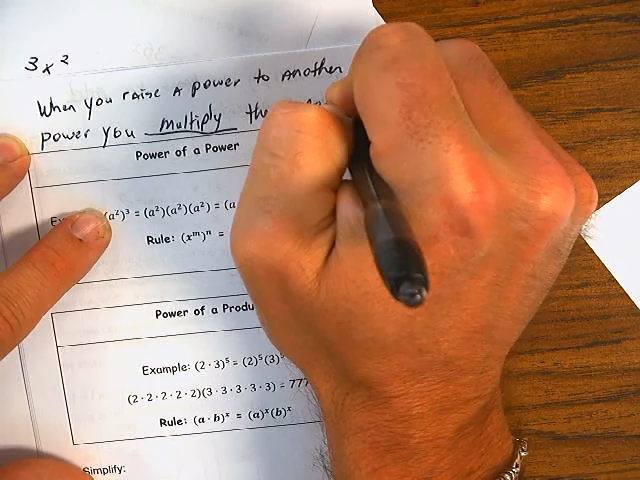 3x²
When you raise A power to Another
power you multiply the
Power of a Power
(a²)³ = (a²)(a²)(a²) = (a
Rule: (xᵐ)ⁿ =
Power of a Produ
Example: (2 · 3)⁵ = (2)⁵(3)⁵
(2 · 2 · 2 · 2 · 2)(3 · 3 · 3 · 3 · 3) = 777
Rule: (a · b)ˣ = (a)ˣ(b)ˣ
Simplify: